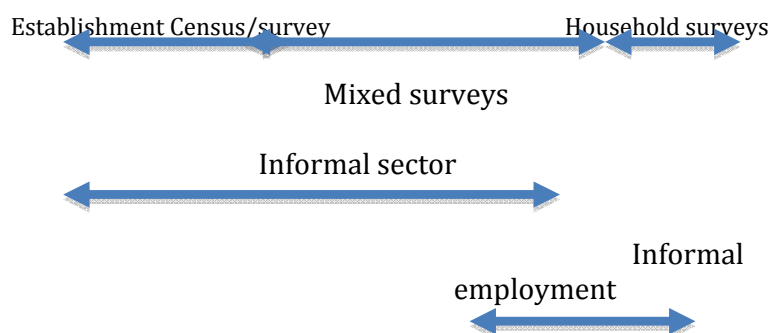 Establishment Census/survey
Household surveys
Mixed surveys
Informal sector
Informal
employment